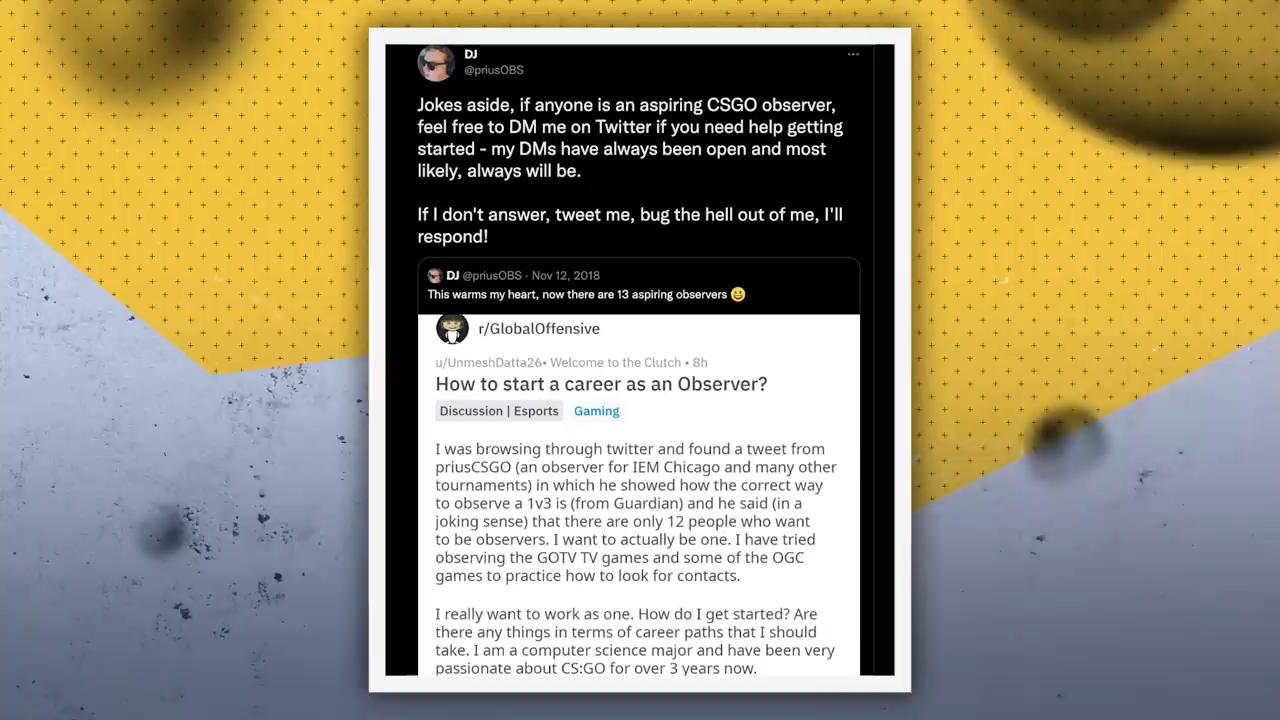 DJ
@priusOBS
Jokes aside, if anyone is an aspiring CSGO observer,
feel free to DM me on Twitter if you need help getting
started - my DMs have always been open and most
likely, always will be.
If I don't answer, tweet me, bug the hell out of me, I'll
respond!
DJ @priusOBS · Nov 12, 2018
This warms my heart, now there are 13 aspiring observers 😀
r/GlobalOffensive
u/UnmeshDatta26• Welcome to the Clutch • 8h
How to start a career as an Observer?
Discussion | Esports Gaming
I was browsing through twitter and found a tweet from
priusCSGO (an observer for IEM Chicago and many other
tournaments) in which he showed how the correct way
to observe a 1v3 is (from Guardian) and he said (in a
joking sense) that there are only 12 people who want
to be observers. I want to actually be one. I have tried
observing the GOTV TV games and some of the OGC
games to practice how to look for contacts.
I really want to work as one. How do I get started? Are
there any things in terms of career paths that I should
take. I am a computer science major and have been very
passionate about CS:GO for over 3 years now.